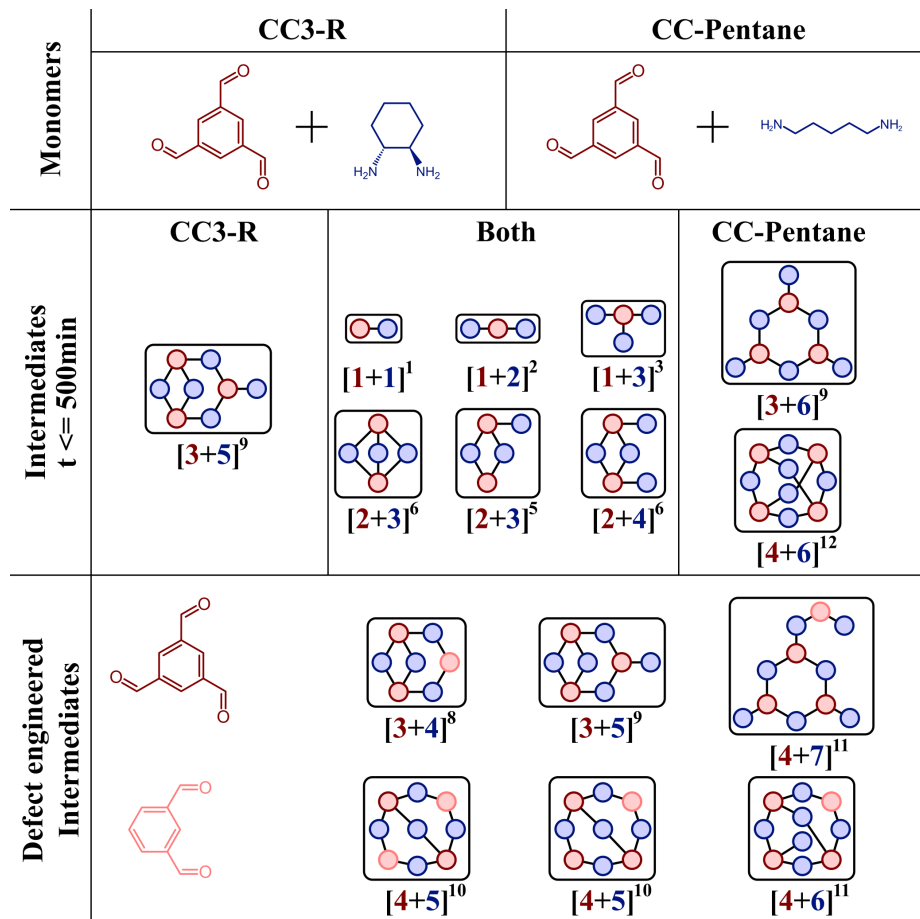 CC3-R
CC-Pentane
Monomers
O
O
O
H₂N
NH₂
O
O
O
H₂N
NH₂
Intermediates
t <= 500min
CC3-R
Both
CC-Pentane
[1+1]¹
[1+2]²
[1+3]³
[3+6]⁹
[3+5]⁹
[2+3]⁶
[2+3]⁵
[2+4]⁶
[4+6]¹²
Defect engineered
Intermediates
O
O
O
[3+4]⁸
[3+5]⁹
[4+7]¹¹
O
O
[4+5]¹⁰
[4+5]¹⁰
[4+6]¹¹